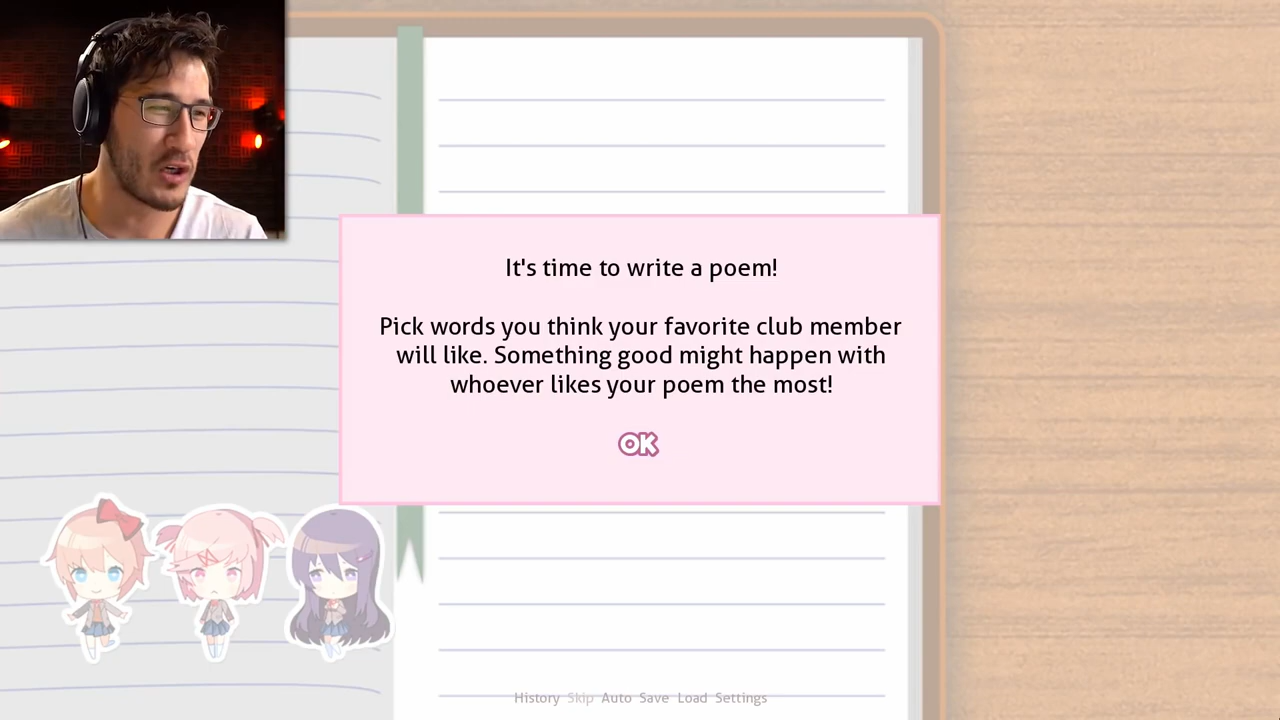 It's time to write a poem!
Pick words you think your favorite club member
will like. Something good might happen with
whoever likes your poem the most!
OK
History Skip Auto Save Load Settings